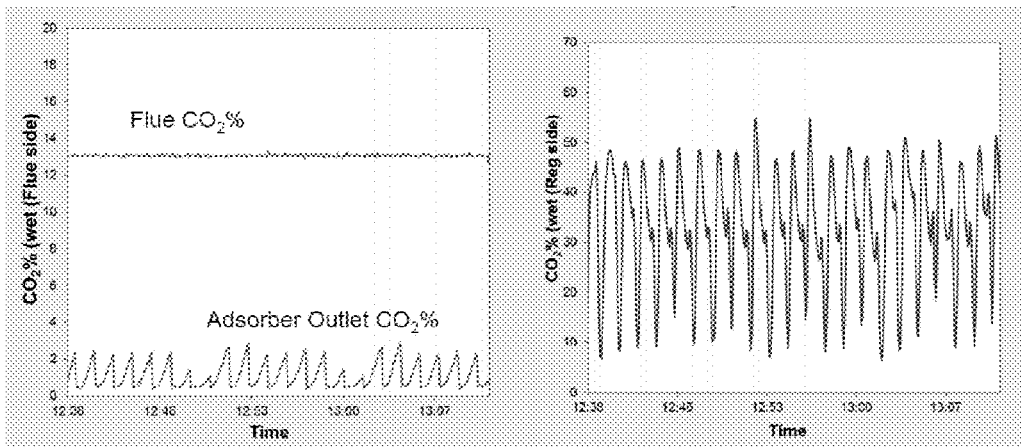 20
18
16
14
12
10
8
6
4
2
0
CO2% (wet (Flue side)
Flue CO2%
Adsorber Outlet CO2%
12:38 12:46 12:53 13:00 13:07
Time
70
60
50
40
30
20
10
0
CO2% (wet (Reg side)
12:38 12:46 12:53 13:00 13:07
Time